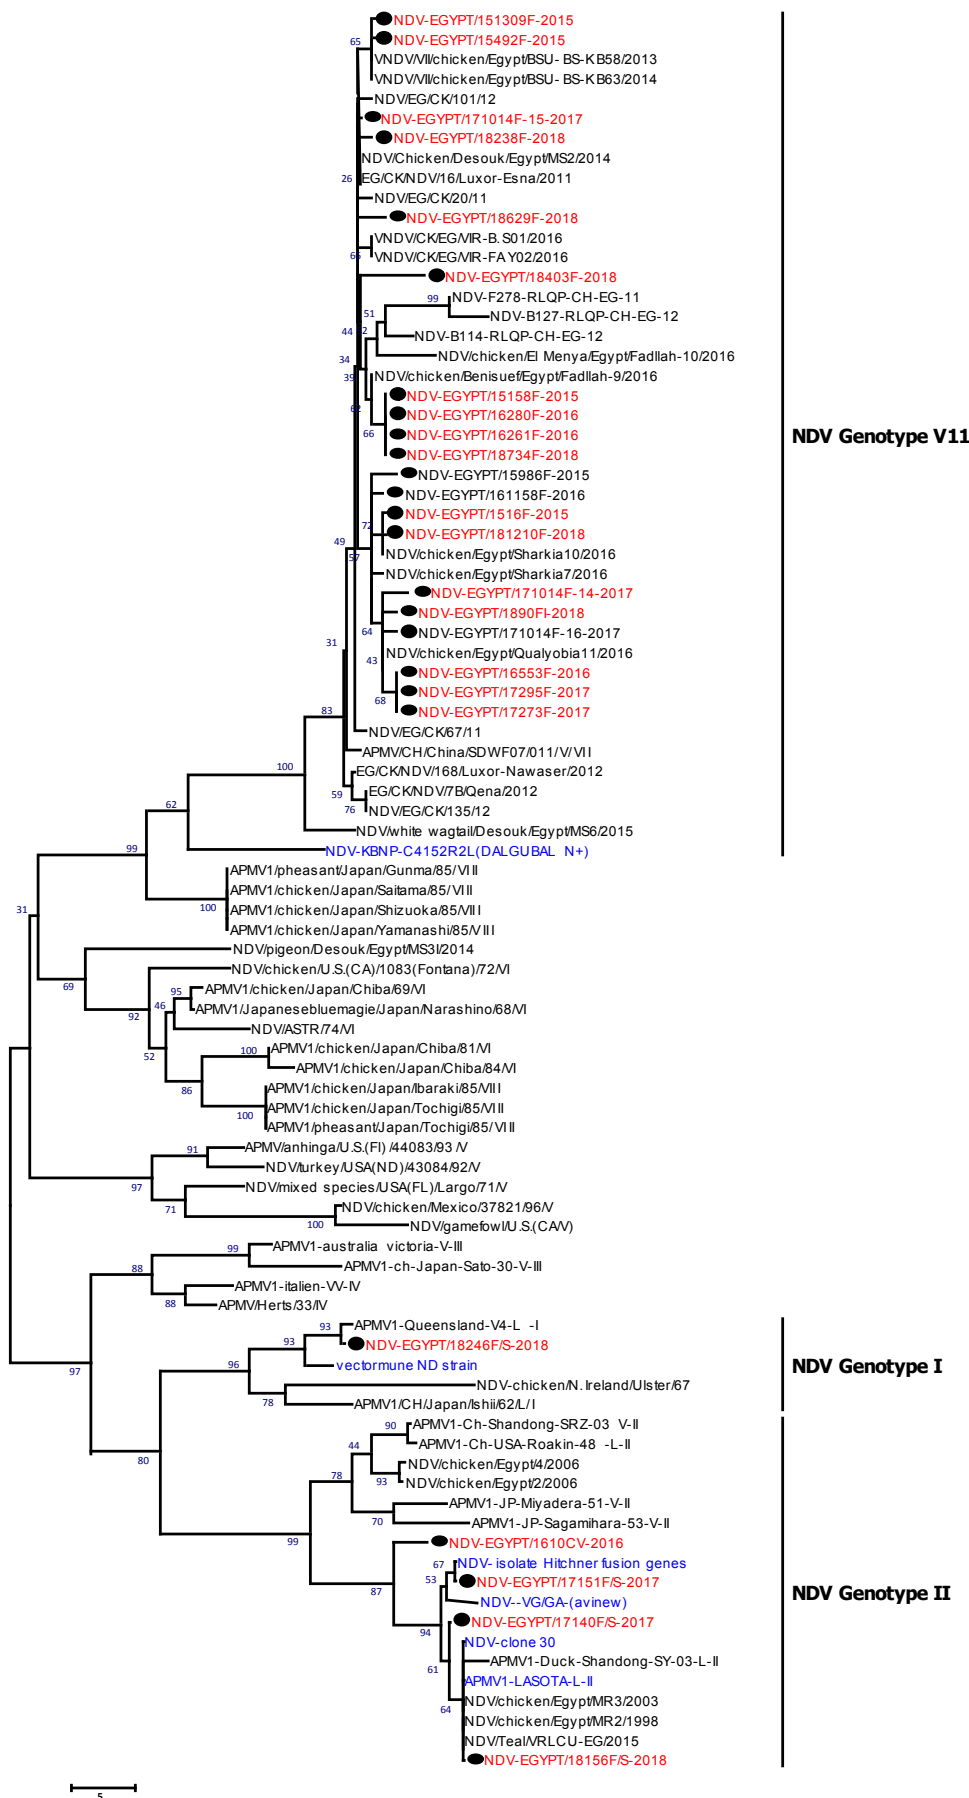 NDV-EGYPT/151309F-2015
65
NDV-EGYPT/15492F-2015
VNDV/VII/chicken/Egypt/BSU- BS-KB58/2013
VNDV/VII/chicken/Egypt/BSU- BS-KB63/2014
NDV/EG/CK/101/12
NDV-EGYPT/171014F-15-2017
NDV-EGYPT/18238F-2018
NDV/Chicken/Desouk/Egypt/MS2/2014
26
EG/CK/NDV/16/Luxor-Esna/2011
NDV/EG/CK/20/11
NDV-EGYPT/18629F-2018
VNDV/CK/EG/VIR-B.S01/2016
VNDV/CK/EG/VIR-FAY02/2016
NDV-EGYPT/18403F-2018
99
NDV-F278-RLQP-CH-EG-11
51
NDV-B127-RLQP-CH-EG-12
44
NDV-B114-RLQP-CH-EG-12
34
NDV/chicken/El Menya/Egypt/Fadllah-10/2016
39
NDV/chicken/Benisuef/Egypt/Fadllah-9/2016
NDV-EGYPT/15158F-2015
62
NDV-EGYPT/16280F-2016
66
NDV-EGYPT/16261F-2016
NDV Genotype V11
NDV-EGYPT/18734F-2018
NDV-EGYPT/15986F-2015
NDV-EGYPT/161158F-2016
NDV-EGYPT/1516F-2015
72
NDV-EGYPT/181210F-2018
49
57
NDV/chicken/Egypt/Sharkia10/2016
NDV/chicken/Egypt/Sharkia7/2016
NDV-EGYPT/171014F-14-2017
NDV-EGYPT/1890FI-2018
64
NDV-EGYPT/171014F-16-2017
31
NDV/chicken/Egypt/Qualyobia11/2016
43
NDV-EGYPT/16553F-2016
68
NDV-EGYPT/17295F-2017
83
NDV-EGYPT/17273F-2017
NDV/EG/CK/67/11
APMV/CH/China/SDWF07/011/V/VII
100
EG/CK/NDV/168/Luxor-Nawaser/2012
59
EG/CK/NDV/7B/Qena/2012
62
76
NDV/EG/CK/135/12
NDV/white wagtail/Desouk/Egypt/MS6/2015
99
NDV-KBNP-C4152R2L(DALGUBAL N+)
APMV1/pheasant/Japan/Gunma/85/VIII
APMV1/chicken/Japan/Saitama/85/VIII
31
100
APMV1/chicken/Japan/Shizuoka/85/VIII
APMV1/chicken/Japan/Yamanashi/85/VIII
NDV/pigeon/Desouk/Egypt/MS3I/2014
69
NDV/chicken/U.S.(CA)/1083(Fontana)/72/VI
95
APMV1/chicken/Japan/Chiba/69/VI
92
46
APMV1/Japanesebluemagie/Japan/Narashino/68/VI
NDV/ASTR/74/VI
52
100
APMV1/chicken/Japan/Chiba/81/VI
APMV1/chicken/Japan/Chiba/84/VI
86
APMV1/chicken/Japan/Ibaraki/85/VIII
100
APMV1/chicken/Japan/Tochigi/85/VIII
APMV1/pheasant/Japan/Tochigi/85/VIII
91
APMV/anhinga/U.S.(Fl)/44083/93/V
NDV/turkey/USA(ND)/43084/92/V
97
NDV/mixed species/USA(FL)/Largo/71/V
71
NDV/chicken/Mexico/37821/96/V
100
NDV/gamefowl/U.S.(CA/V)
99
APMV1-australia victoria-V-III
88
APMV1-ch-Japan-Sato-30-V-III
APMV1-italien-VV-IV
88
APMV/Herts/33/IV
93
APMV1-Queensland-V4-L -I
93
NDV-EGYPT/18246F/S-2018
97
96
vectormune ND strain
NDV Genotype I
NDV-chicken/N.Ireland/Ulster/67
78
APMV1/CH/Japan/Ishii/62/L/I
90
APMV1-Ch-Shandong-SRZ-03 V-II
44
APMV1-Ch-USA-Roakin-48 -L-II
80
NDV/chicken/Egypt/4/2006
78
93
NDV/chicken/Egypt/2/2006
APMV1-JP-Miyadera-51-V-II
70
APMV1-JP-Sagamihara-53-V-II
99
NDV-EGYPT/1610CV-2016
67
NDV- isolate Hitchner fusion genes
87
53
NDV-EGYPT/17151F/S-2017
NDV Genotype II
NDV--VG/GA-(avinew)
NDV-EGYPT/17140F/S-2017
94
NDV-clone 30
61
APMV1-Duck-Shandong-SY-03-L-II
APMV1-LASOTA-L-II
64
NDV/chicken/Egypt/MR3/2003
NDV/chicken/Egypt/MR2/1998
NDV/Teal/VRLCU-EG/2015
NDV-EGYPT/18156F/S-2018
5